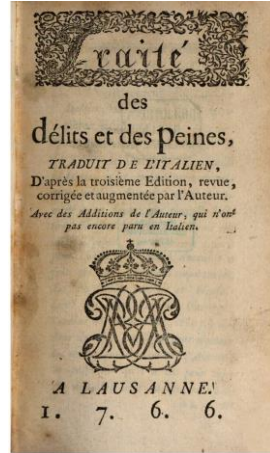 Traité
des
délits et des Peines,
TRADUIT DE L'ITALIEN,
D'après la troisième Edition, revue,
corrigée et augmentée par l'Auteur.
Avec des Additions de l'Auteur, qui n'ont
pas encore paru en Italien.
A LAUSANNE.
1. 7. 6. 6.